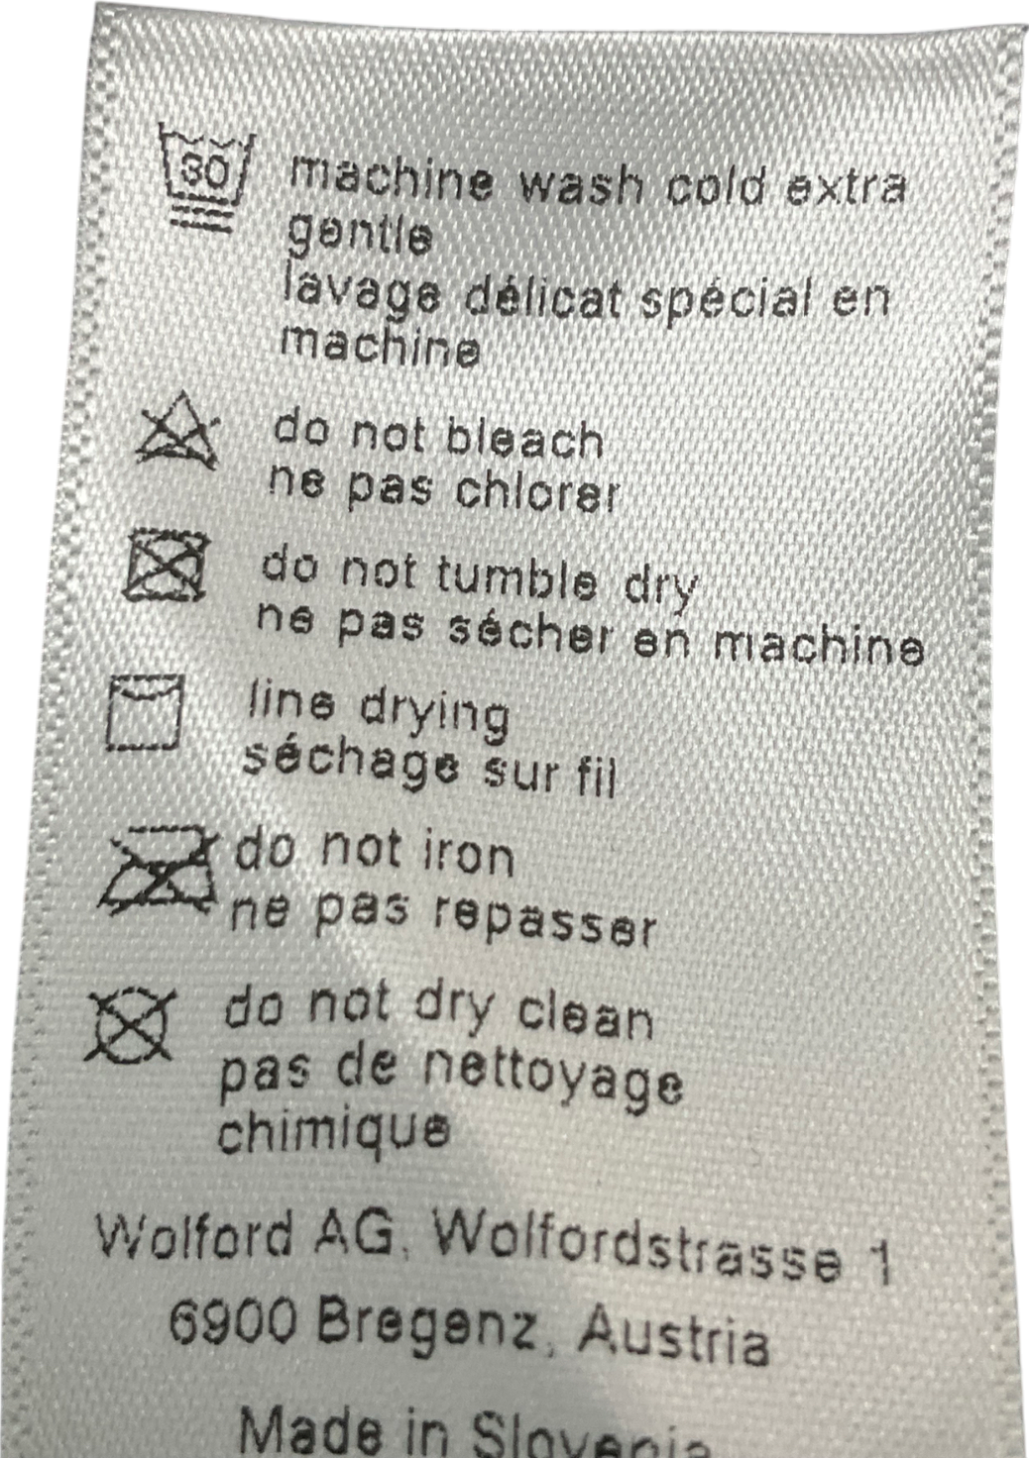 30 machine wash cold extra
gentle
lavage délicat spécial en
machine
do not bleach
ne pas chlorer
do not tumble dry
ne pas sécher en machine
line drying
séchage sur fil
do not iron
ne pas repasser
do not dry clean
pas de nettoyage
chimique
Wolford AG, Wolfordstrasse 1
6900 Bregenz, Austria
Made in Slovenia